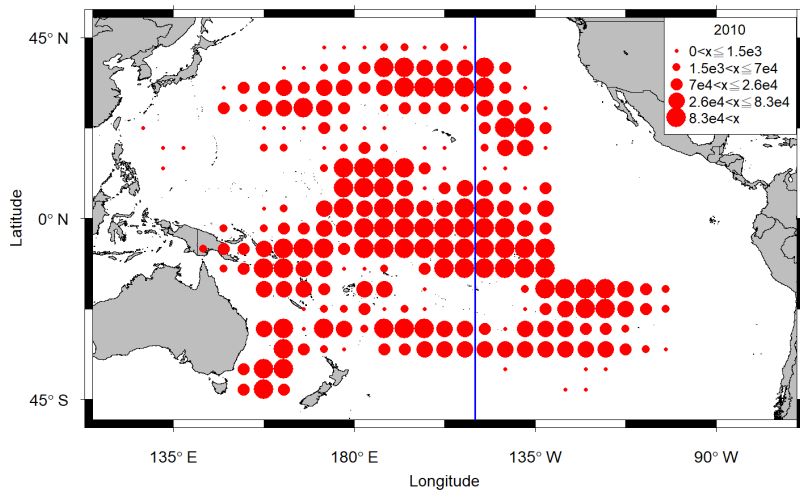 2010
0<x≦1.5e3
1.5e3<x≦7e4
7e4<x≦2.6e4
2.6e4<x≦8.3e4
8.3e4<x
45° N
0° N
45° S
Latitude
135° E
180° E
135° W
90° W
Longitude